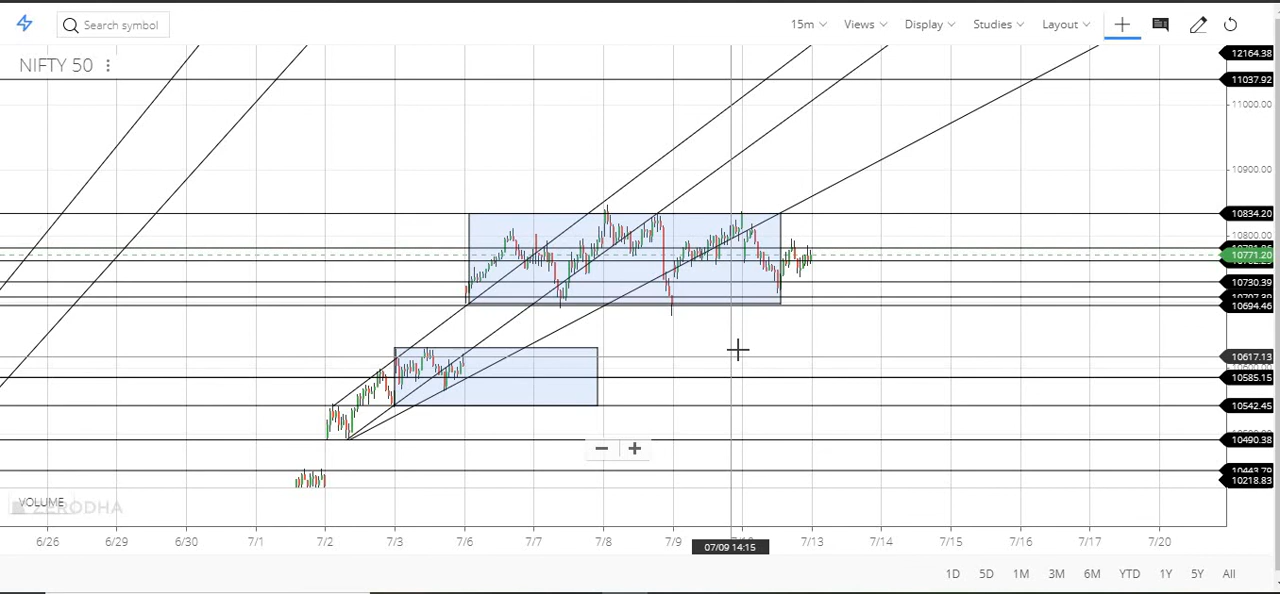 Search symbol 15m Views Display Studies Layout
NIFTY 50
12164.38
11037.92
11000.00
10900.00
10834.20
10800.00
10771.20
10730.39
10694.46
10617.13
10585.15
10542.45
10490.38
10443.79
10218.83
VOLUME
ZERODHA
6/26 6/29 6/30 7/1 7/2 7/3 7/6 7/7 7/8 7/9 7/13 7/14 7/15 7/16 7/17 7/20
07/09 14:15
1D 5D 1M 3M 6M YTD 1Y 5Y All